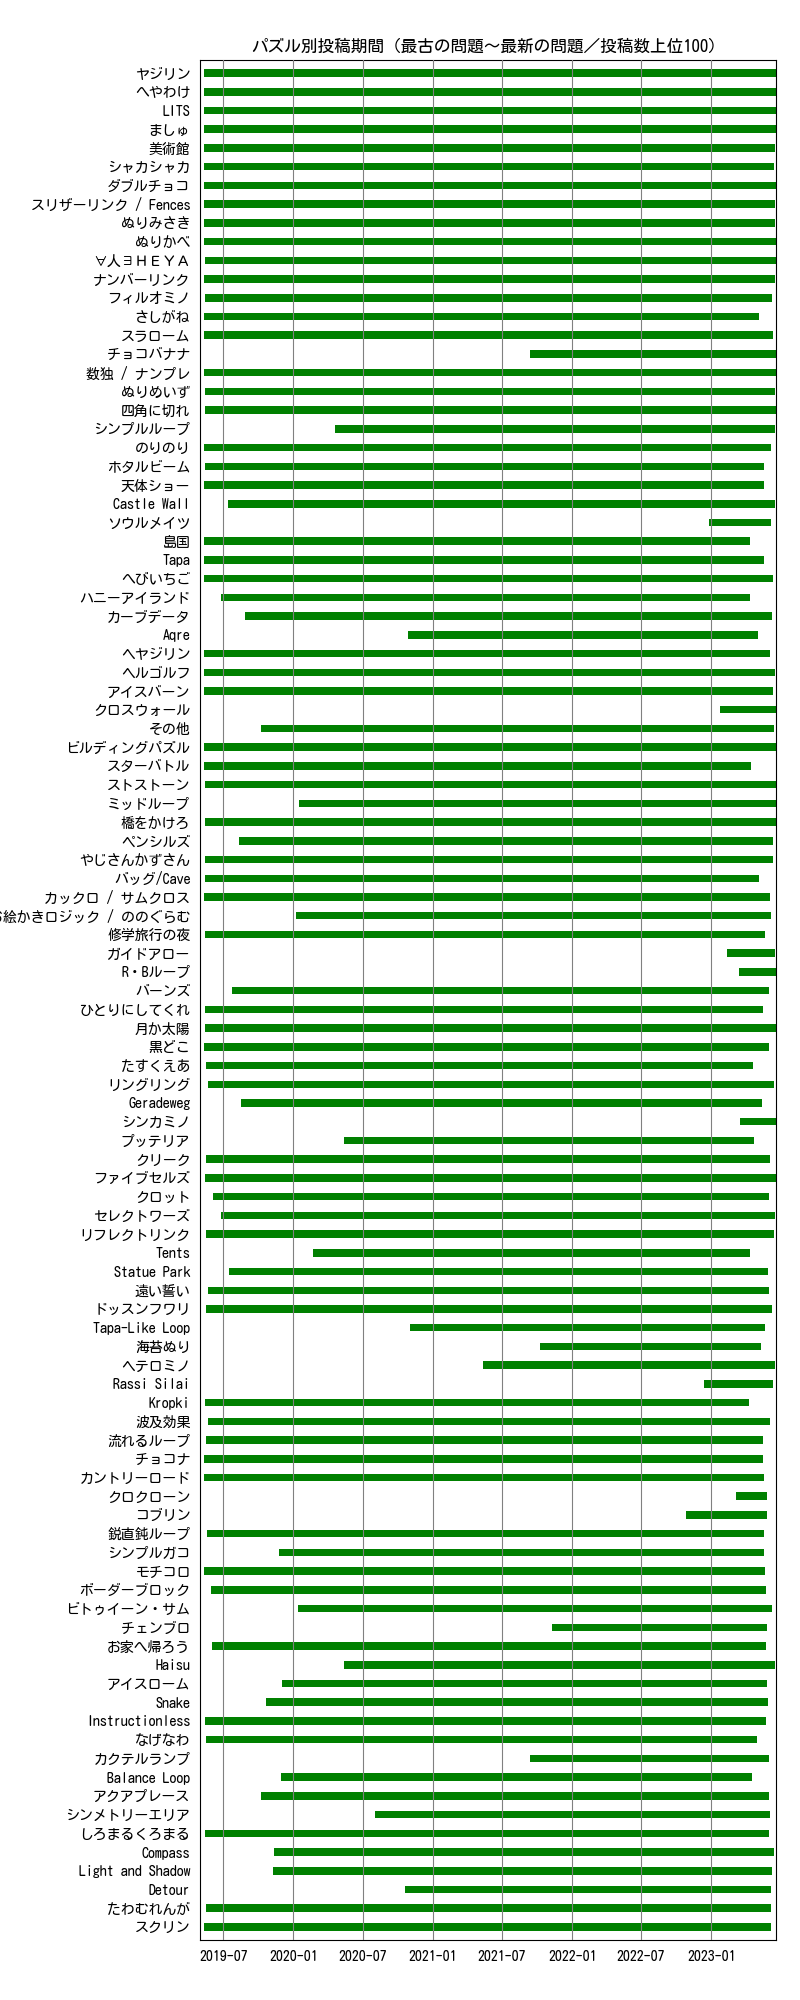 パズル別投稿期間（最古の問題～最新の問題／投稿数上位100）
ヤジリン
へやわけ
LITS
ましゅ
美術館
シャカシャカ
ダブルチョコ
スリザーリンク / Fences
ぬりみさき
ぬりかべ
∀人∃ＨＥＹＡ
ナンバーリンク
フィルオミノ
さしがね
スラローム
チョコバナナ
数独 / ナンプレ
ぬりめいず
四角に切れ
シンプルループ
のりのり
ホタルビーム
天体ショー
Castle Wall
ソウルメイツ
島国
Tapa
へびいちご
ハニーアイランド
カーブデータ
Aqre
ヘヤジリン
ヘルゴルフ
アイスバーン
クロスウォール
その他
ビルディングパズル
スターバトル
ストストーン
ミッドループ
橋をかけろ
ペンシルズ
やじさんかずさん
バッグ/Cave
カックロ / サムクロス
絵かきロジック / ののぐらむ
修学旅行の夜
ガイドアロー
R・Bループ
バーンズ
ひとりにしてくれ
月か太陽
黒どこ
たすくえあ
リングリング
Geradeweg
シンカミノ
プッテリア
クリーク
ファイブセルズ
クロット
セレクトワーズ
リフレクトリンク
Tents
Statue Park
遠い誓い
ドッスンフワリ
Tapa-Like Loop
海苔ぬり
ヘテロミノ
Rassi Silai
Kropki
波及効果
流れるループ
チョコナ
カントリーロード
クロクローン
コブリン
鋭直鈍ループ
シンプルガコ
モチコロ
ボーダーブロック
ビトゥイーン・サム
チェンブロ
お家へ帰ろう
Haisu
アイスローム
Snake
Instructionless
なげなわ
カクテルランプ
Balance Loop
アクアプレース
シンメトリーエリア
しろまるくろまる
Compass
Light and Shadow
Detour
たわむれんが
スクリン
2019-07 2020-01 2020-07 2021-01 2021-07 2022-01 2022-07 2023-01